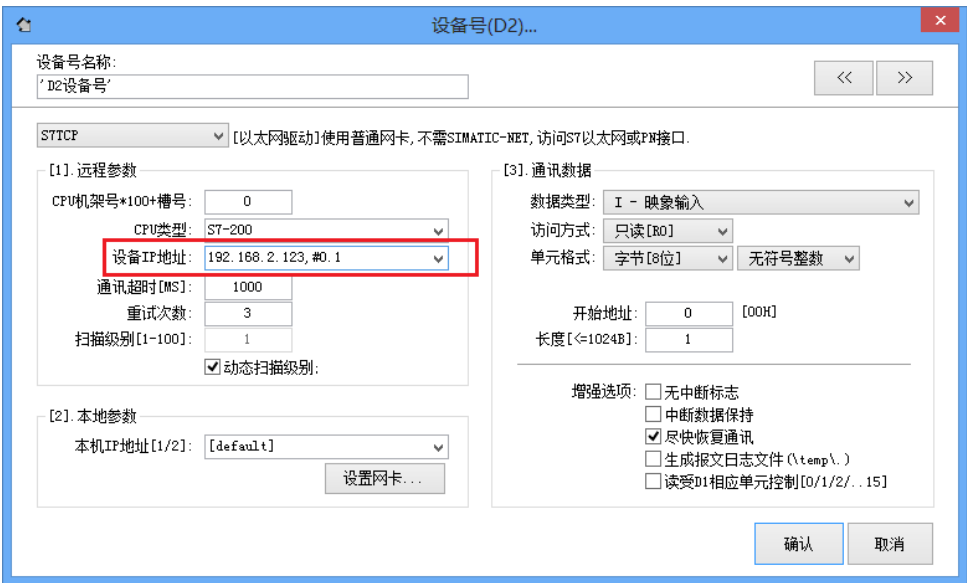 设备号(D2)...
设备号名称:
'D2设备号'
<<
>>
S7TCP
[以太网驱动]使用普通网卡,不需SIMATIC-NET,访问S7以太网或PN接口.
[1].远程参数
CPU机架号*100+槽号: 0
CPU类型: S7-200
设备IP地址: 192.168.2.123,#0.1
通讯超时[MS]: 1000
重试次数: 3
扫描级别[1-100]: 1
动态扫描级别;
[2].本地参数
本机IP地址[1/2]: [default]
设置网卡...
[3].通讯数据
数据类型: I - 映象输入
访问方式: 只读[RO]
单元格式: 字节[8位] 无符号整数
开始地址: 0 [00H]
长度[<=1024B]: 1
增强选项: 无中断标志
中断数据保持
尽快恢复通讯
生成报文日志文件(\temp\.)
读受D1相应单元控制[0/1/2/..15]
确认
取消